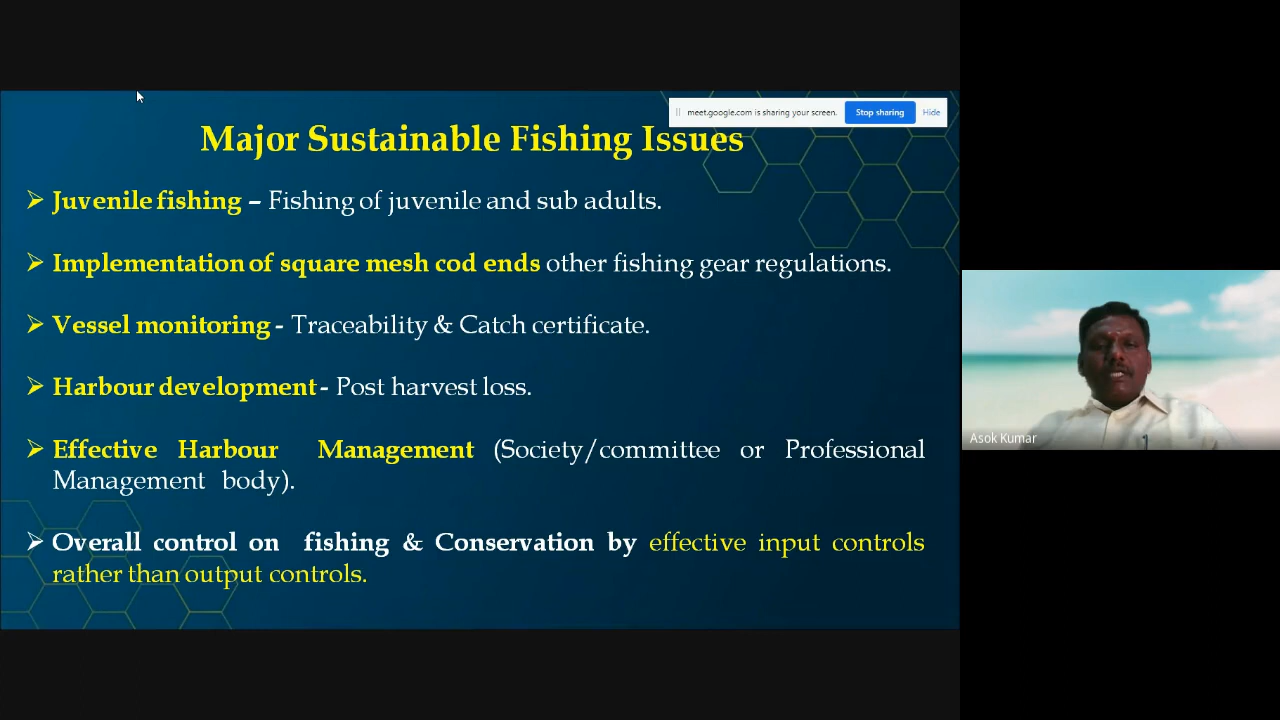 meet.google.com is sharing your screen. Stop sharing Hide
Major Sustainable Fishing Issues
➢ Juvenile fishing – Fishing of juvenile and sub adults.
➢ Implementation of square mesh cod ends other fishing gear regulations.
➢ Vessel monitoring - Traceability & Catch certificate.
➢ Harbour development - Post harvest loss.
➢ Effective Harbour Management (Society/committee or Professional
Management body).
➢ Overall control on fishing & Conservation by effective input controls
rather than output controls.
Asok Kumar